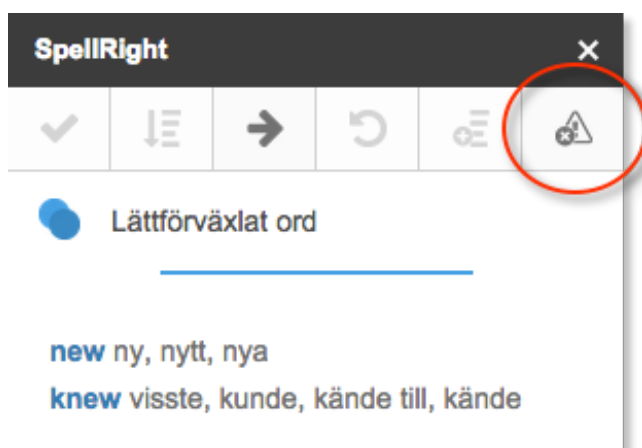 SpellRight
Lättförväxlat ord
new ny, nytt, nya
knew visste, kunde, kände till, kände